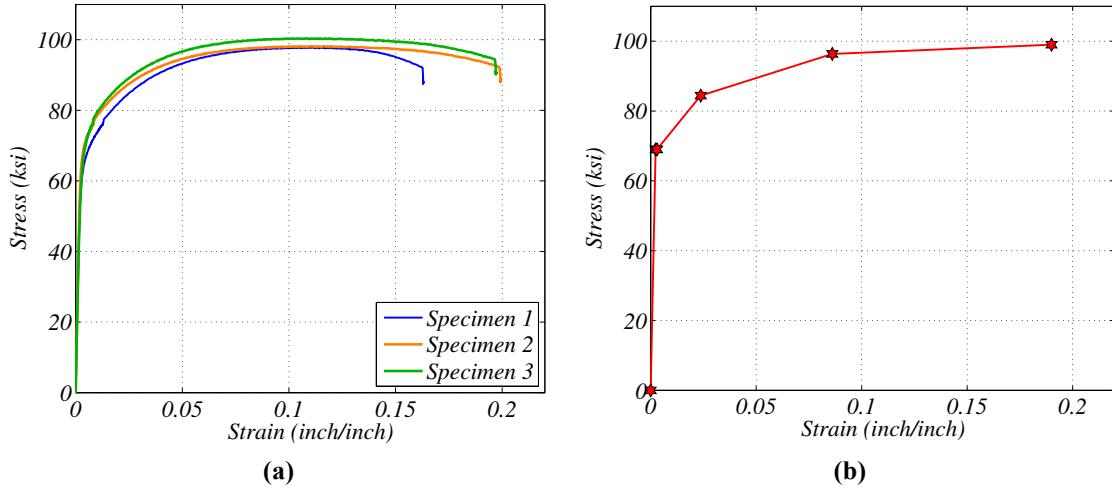 100
80
60
40
20
0
0
0.05
0.1
0.15
0.2
Stress (ksi)
Strain (inch/inch)
Specimen 1
Specimen 2
Specimen 3
(a)
100
80
60
40
20
0
0
0.05
0.1
0.15
0.2
Stress (ksi)
Strain (inch/inch)
(b)